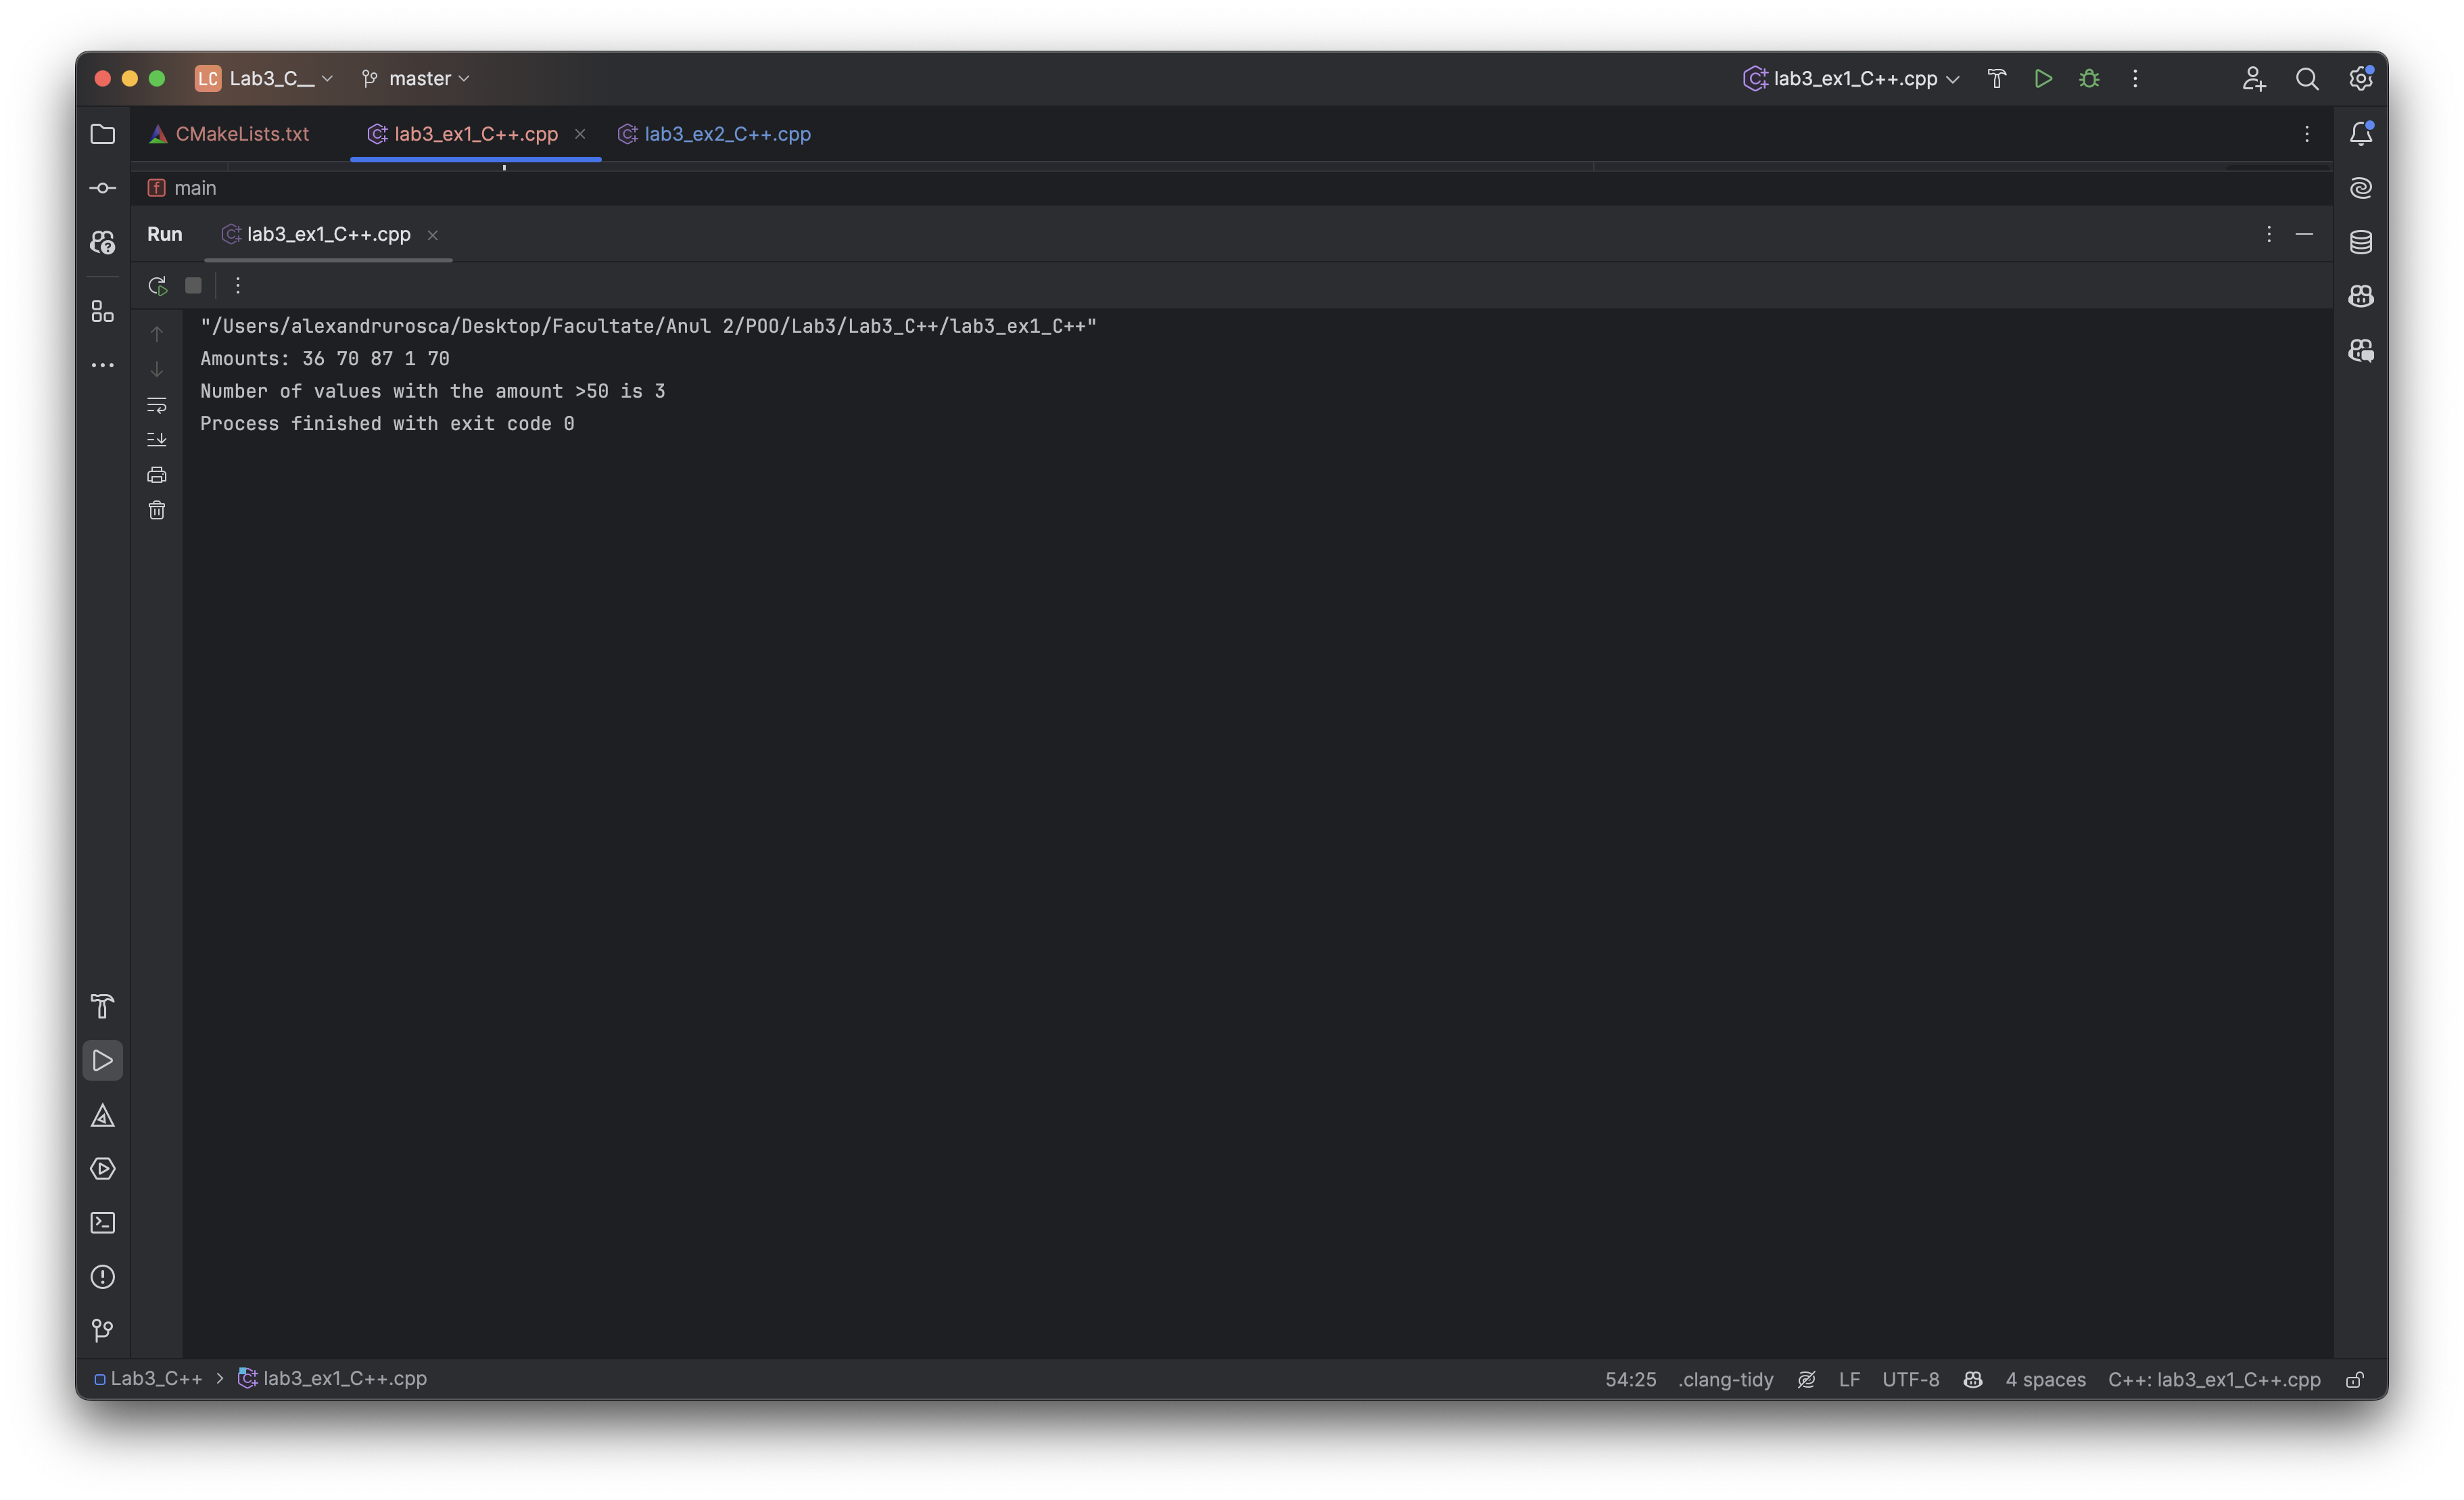 LC Lab3_C__ master lab3_ex1_C++.cpp
CMakeLists.txt lab3_ex1_C++.cpp lab3_ex2_C++.cpp
f main
Run lab3_ex1_C++.cpp
"/Users/alexandrurosca/Desktop/Facultate/Anul 2/POO/Lab3/Lab3_C++/lab3_ex1_C++"
Amounts: 36 70 87 1 70
Number of values with the amount >50 is 3
Process finished with exit code 0
Lab3_C++ > lab3_ex1_C++.cpp 54:25 .clang-tidy LF UTF-8 4 spaces C++: lab3_ex1_C++.cpp